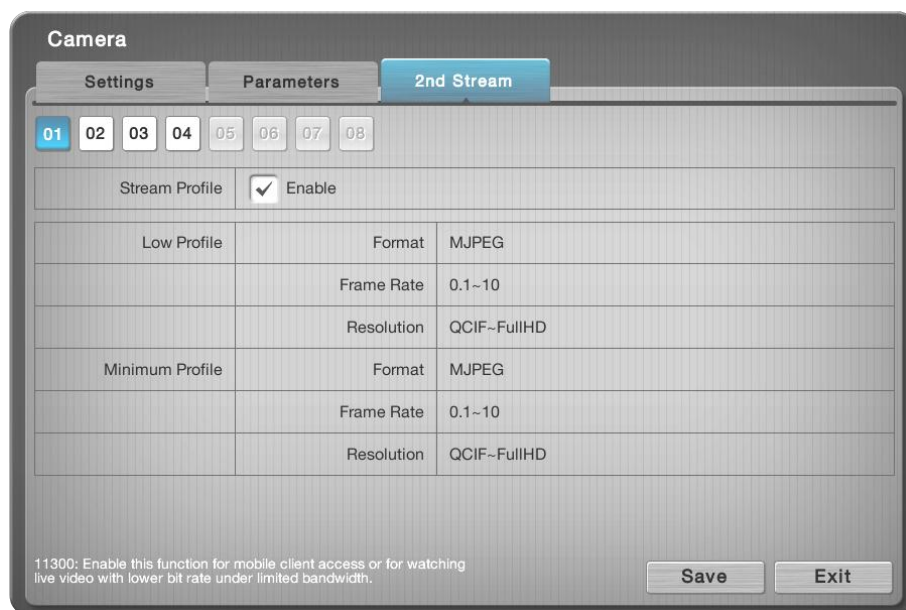 Camera
Settings Parameters 2nd Stream
01 02 03 04 05 06 07 08
Stream Profile Enable
Low Profile Format MJPEG
Frame Rate 0.1~10
Resolution QCIF~FullHD
Minimum Profile Format MJPEG
Frame Rate 0.1~10
Resolution QCIF~FullHD
11300: Enable this function for mobile client access or for watching
live video with lower bit rate under limited bandwidth.
Save Exit